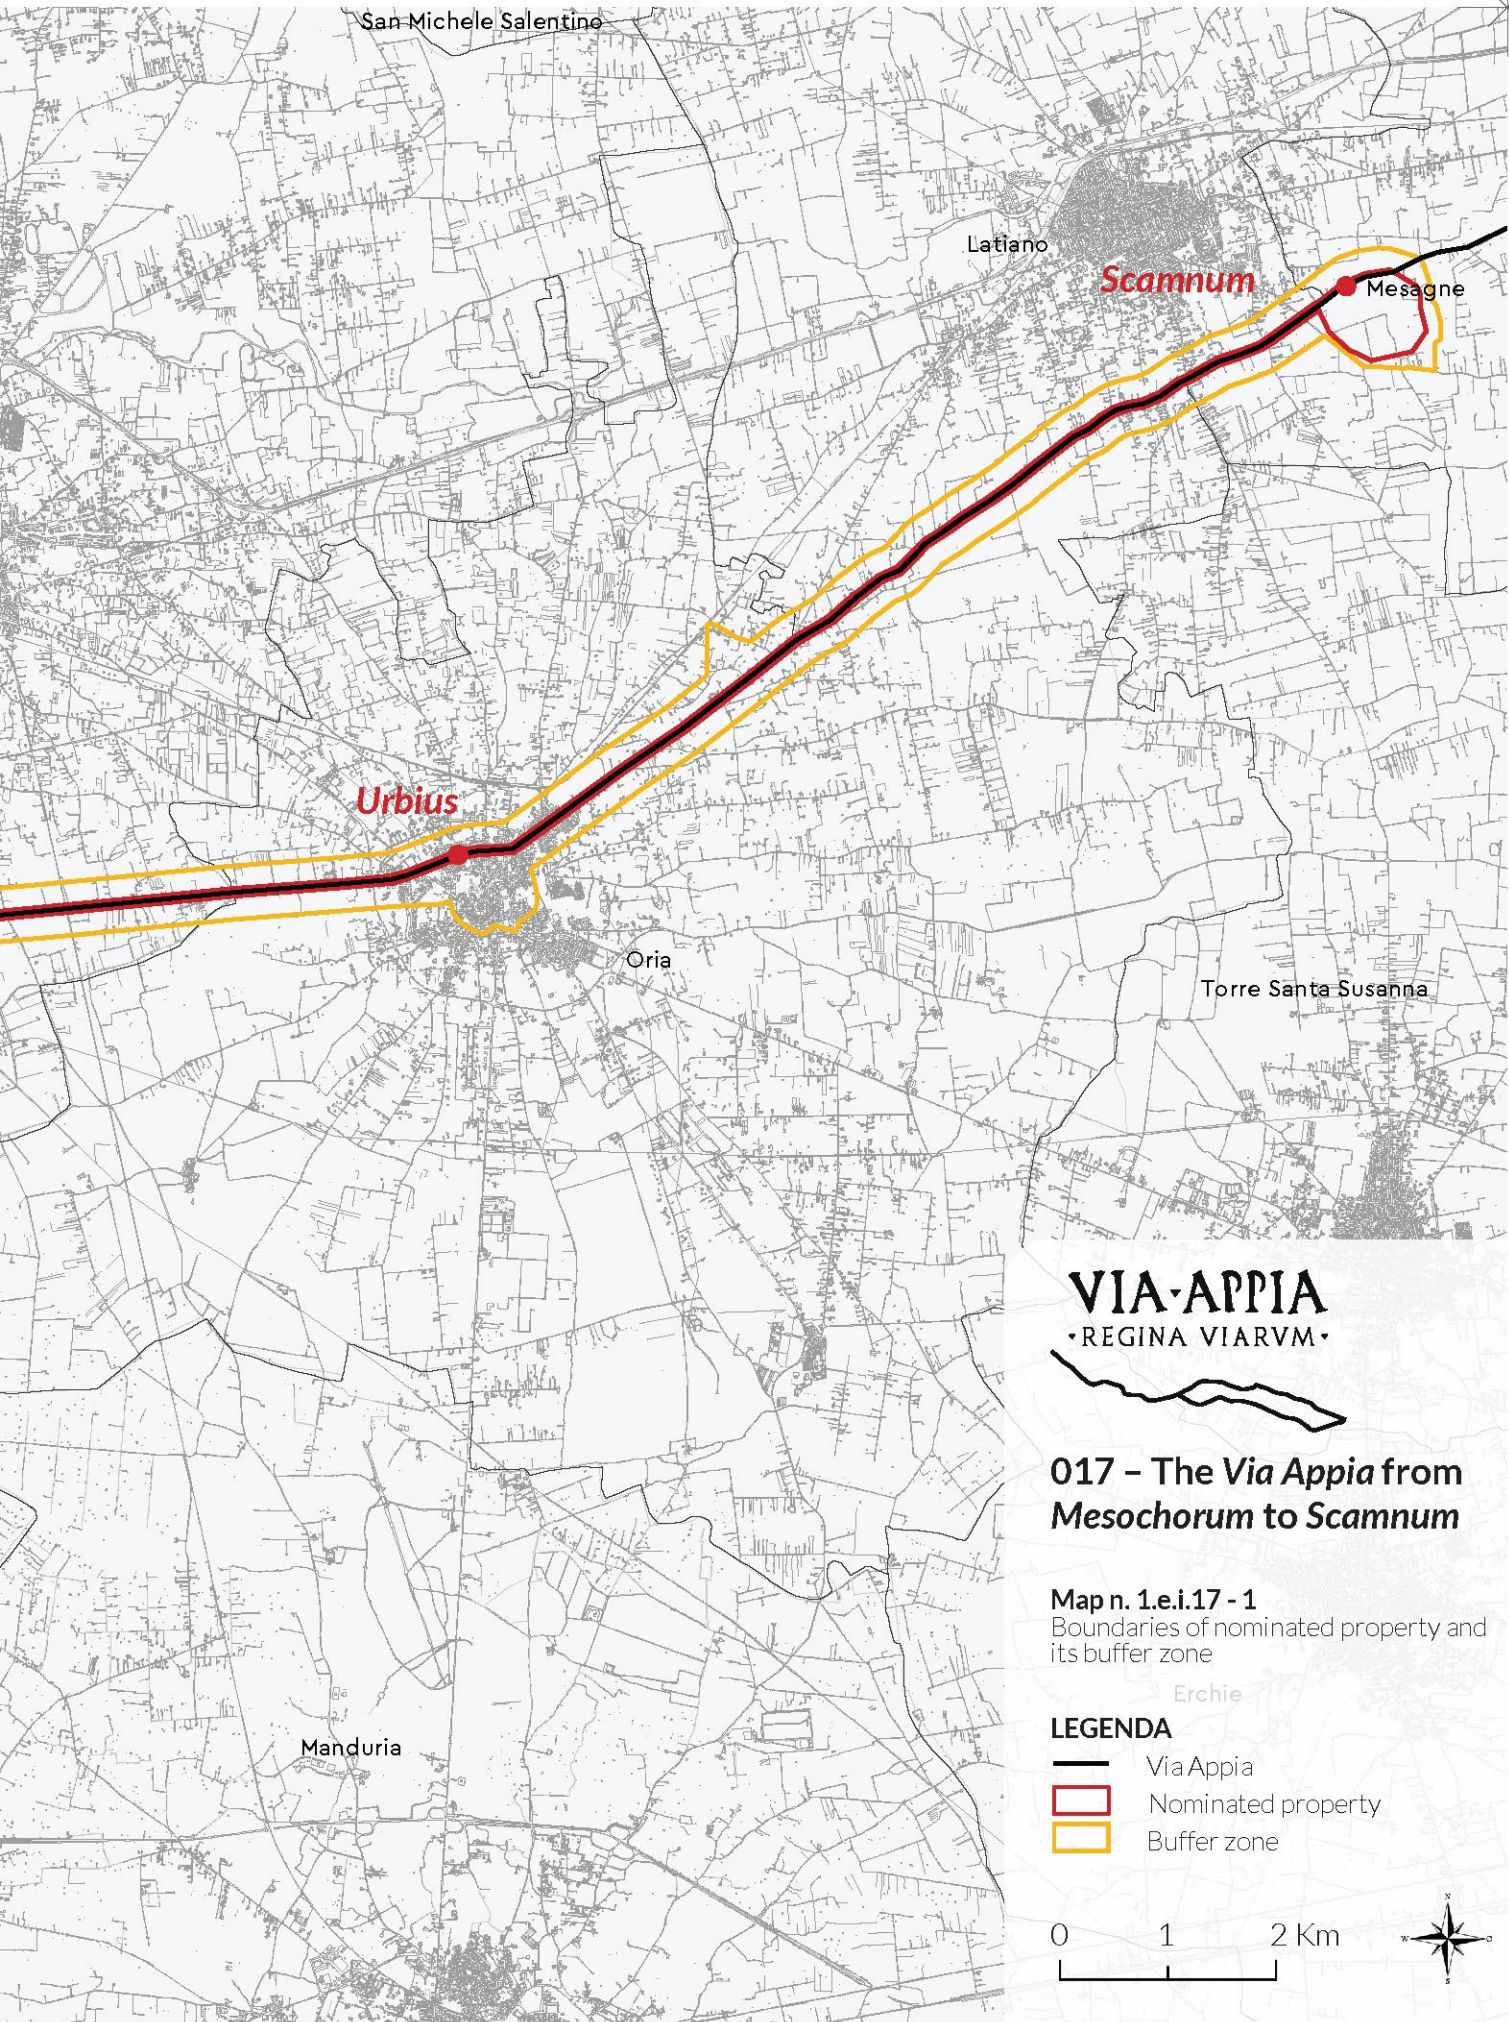 San Michele Salentino
Latiano
Scamnum
Mesagne
Urbius
Oria
Torre Santa Susanna
VIA·APPIA
·REGINA VIARVM·
017 – The Via Appia from
Mesochorum to Scamnum
Map n. 1.e.i.17 - 1
Boundaries of nominated property and
its buffer zone
Erchie
LEGENDA
Manduria
Via Appia
Nominated property
Buffer zone
0 1 2 Km
N
W O
S